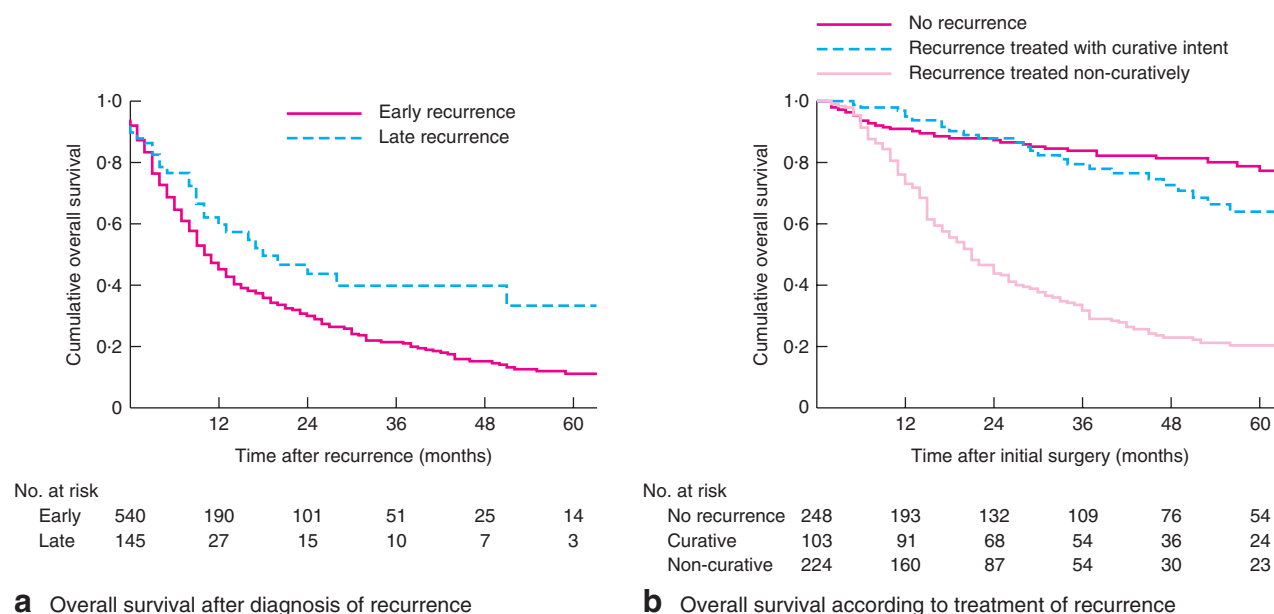 Early recurrence
Late recurrence
1·0
0·8
0·6
0·4
0·2
0
Cumulative overall survival
12 24 36 48 60
Time after recurrence (months)
No. at risk
Early 540 190 101 51 25 14
Late 145 27 15 10 7 3
a Overall survival after diagnosis of recurrence
No recurrence
Recurrence treated with curative intent
Recurrence treated non-curatively
1·0
0·8
0·6
0·4
0·2
0
Cumulative overall survival
12 24 36 48 60
Time after initial surgery (months)
No. at risk
No recurrence 248 193 132 109 76 54
Curative 103 91 68 54 36 24
Non-curative 224 160 87 54 30 23
b Overall survival according to treatment of recurrence